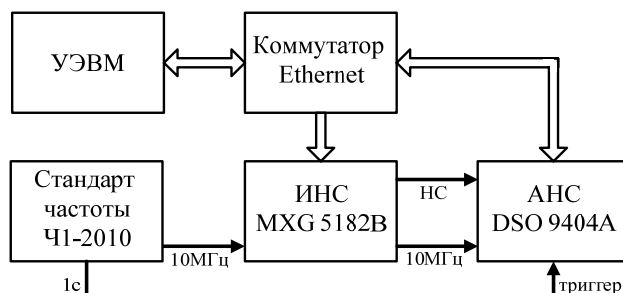 УЭВМ
Коммутатор
Ethernet
Стандарт
частоты
Ч1-2010
10МГц
ИНС
MXG 5182B
НС
10МГц
АНС
DSO 9404A
1с
триггер